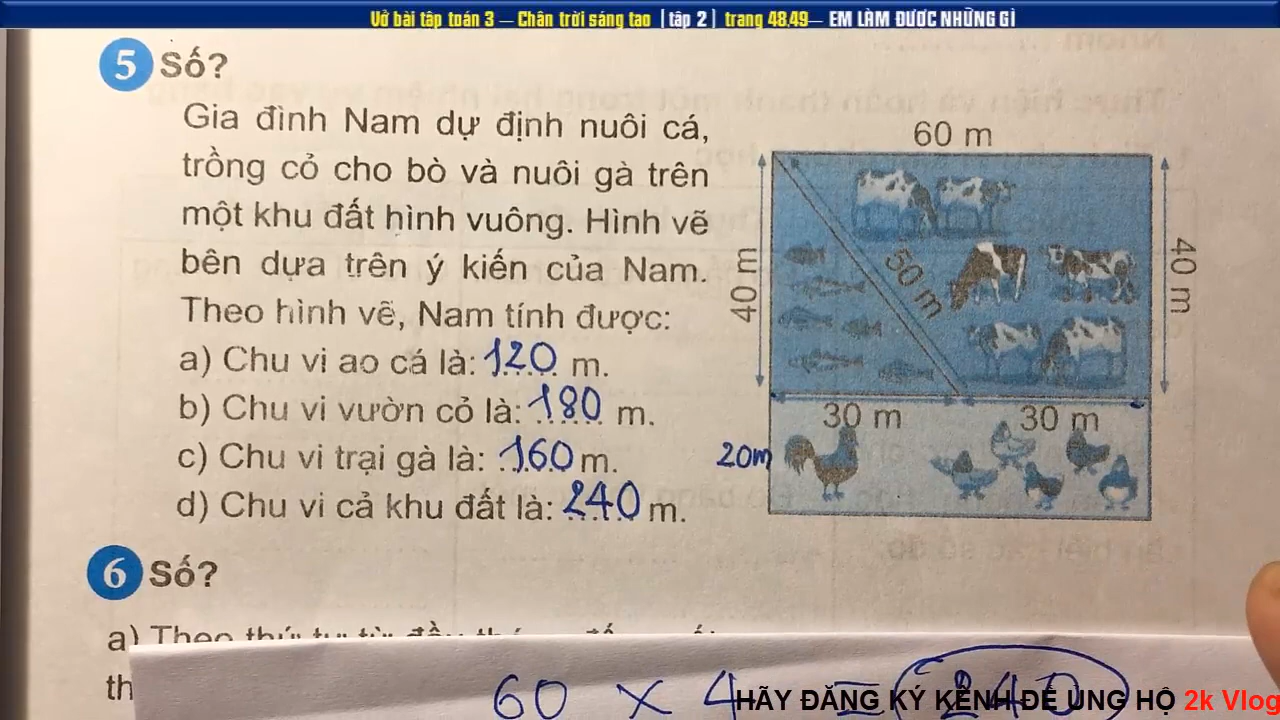 Vở bài tập toán 3 – Chân trời sáng tạo [tập 2] trang 48,49– EM LÀM ĐƯỢC NHỮNG GÌ
5 Số?
Gia đình Nam dự định nuôi cá,
trồng cỏ cho bò và nuôi gà trên
một khu đất hình vuông. Hình vẽ
bên dựa trên ý kiến của Nam.
Theo hình vẽ, Nam tính được:
a) Chu vi ao cá là: 120 m.
b) Chu vi vườn cỏ là: 180 m.
c) Chu vi trại gà là: 160 m.
d) Chu vi cả khu đất là: 240 m.
60 m
40 m
50 m
40 m
30 m
30 m
20m
6 Số?
a) Theo thứ tự từ
th
60 x 4 = 240
HÃY ĐĂNG KÝ KÊNH ĐỂ ỦNG HỘ 2k Vlog